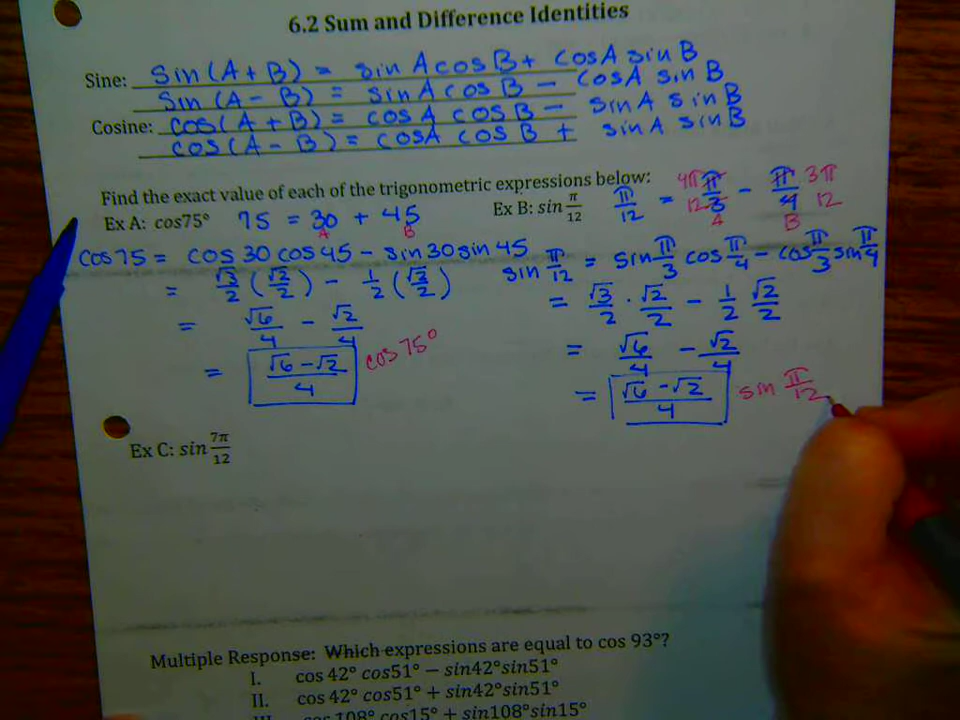 6.2 Sum and Difference Identities
Sine: Sin(A+B) = sin A cos B + cos A sin B
Sin(A - B) = sin A cos B - cos A sin B
Cosine: cos(A + B) = cos A cos B - sin A sin B
cos(A - B) = cos A cos B + sin A sin B
Find the exact value of each of the trigonometric expressions below:
Ex A: cos75° 75 = 30 + 45
A B
cos 75 = cos 30 cos 45 - sin 30 sin 45
= √3/2 (√2/2) - 1/2 (√2/2)
= √6/4 - √2/4
= (√6 - √2)/4 cos 75°
Ex B: sin π/12 π/12 = 4π/12 π/3 - π/4 3π/12
A B
sin π/12 = sin π/3 cos π/4 - cos π/3 sin π/4
= √3/2 · √2/2 - 1/2 √2/2
= √6/4 - √2/4
= (√6 - √2)/4 sin π/12
Ex C: sin 7π/12
Multiple Response: Which expressions are equal to cos 93°?
I. cos 42° cos51° − sin42°sin51°
II. cos 42° cos51° + sin42°sin51°
III. cos 108° cos15° + sin108°sin15°